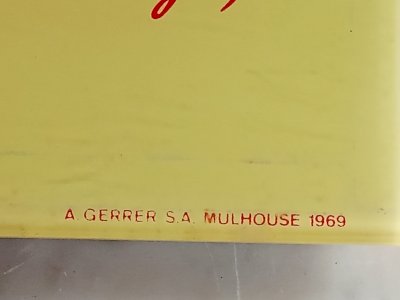 A GERRER S.A. MULHOUSE 1969